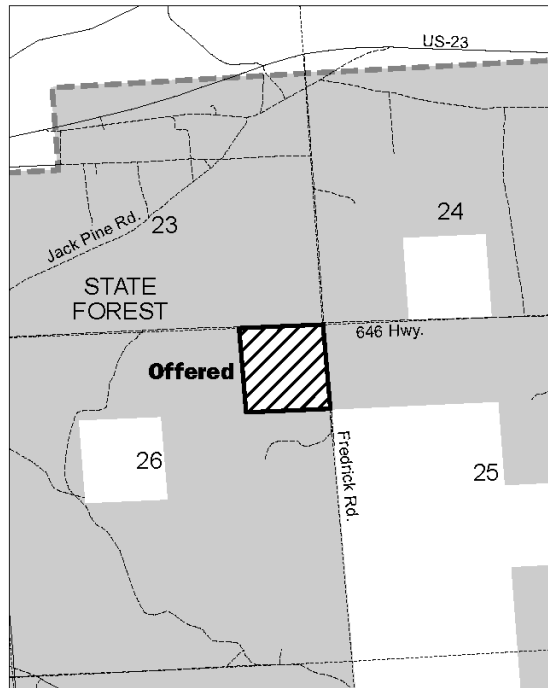 US-23
24
23
Jack Pine Rd.
STATE
FOREST
646 Hwy.
Offered
26
Fredrick Rd.
25